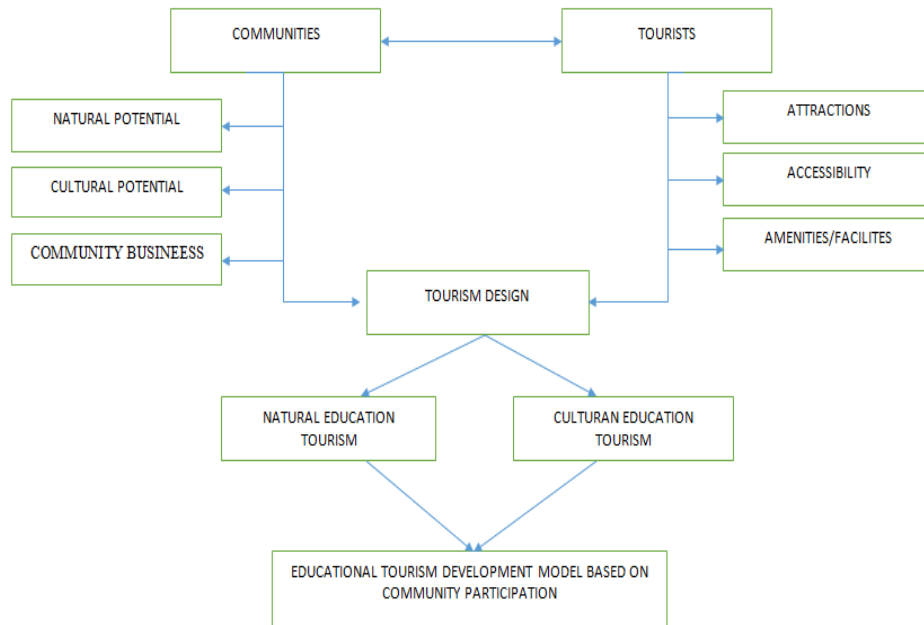 COMMUNITIES
TOURISTS
NATURAL POTENTIAL
ATTRACTIONS
CULTURAL POTENTIAL
ACCESSIBILITY
COMMUNITY BUSINEESS
AMENITIES/FACILITES
TOURISM DESIGN
NATURAL EDUCATION
TOURISM
CULTURAN EDUCATION
TOURISM
EDUCATIONAL TOURISM DEVELOPMENT MODEL BASED ON
COMMUNITY PARTICIPATION